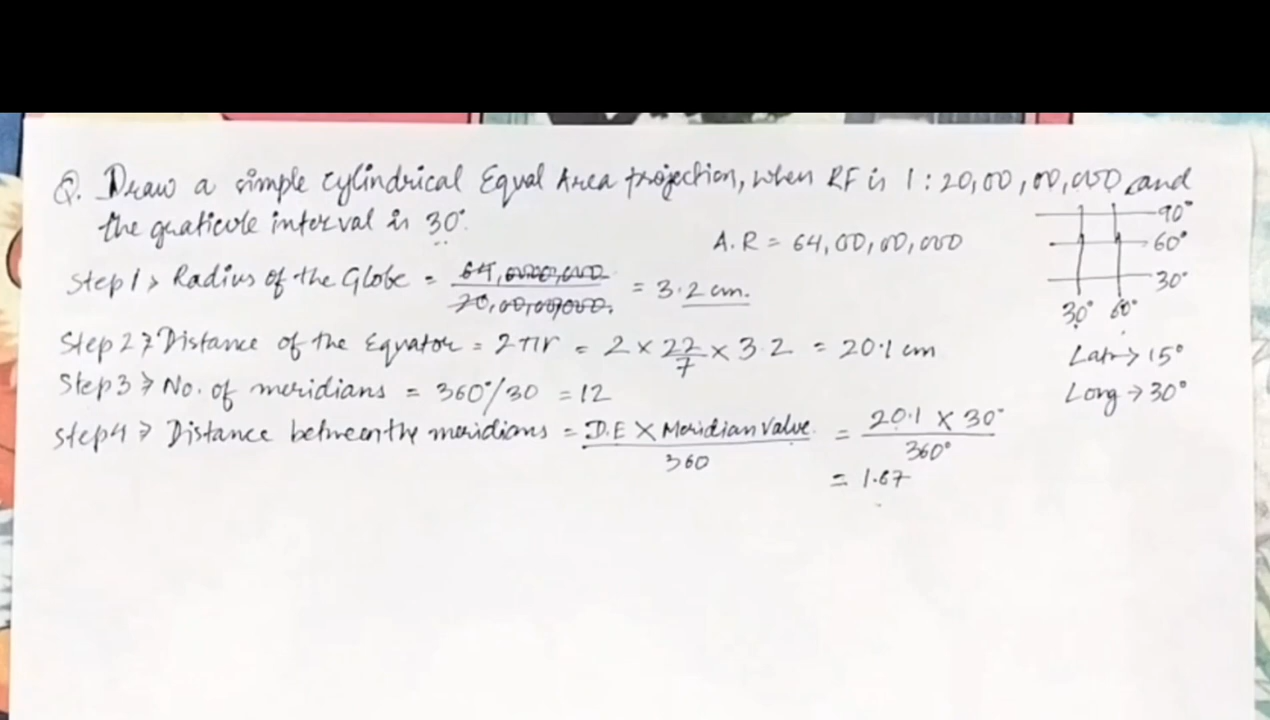 Q. Draw a simple cylindrical Equal Area projection, when RF is 1 : 20,00,00,000 and
the graticule interval is 30°.
90°
60°
30°
30° 60°
A.R = 64,00,00,000
Step 1 > Radius of the Globe = 64,0000,000 / 20,00,00,000. = 3.2 cm.
Step 2 > Distance of the Equator = 2πr = 2 × 22/7 × 3.2 = 20.1 cm
Lat → 15°
Step 3 > No. of meridians = 360°/30 = 12
Long → 30°
Step 4 > Distance between the meridians = D.E × Meridian Value / 360 = 20.1 × 30° / 360°
= 1.67